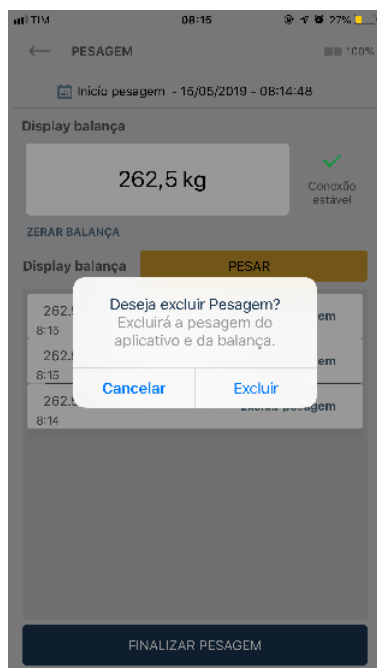 TIM 08:15 27%
PESAGEM 100%
Início pesagem - 15/05/2019 - 08:14:48
Display balança
262,5 kg
Conexão
estável
ZERAR BALANÇA
Display balança PESAR
Deseja excluir Pesagem?
Excluirá a pesagem do
aplicativo e da balança.
Cancelar Excluir
8:15
8:15
8:14
FINALIZAR PESAGEM